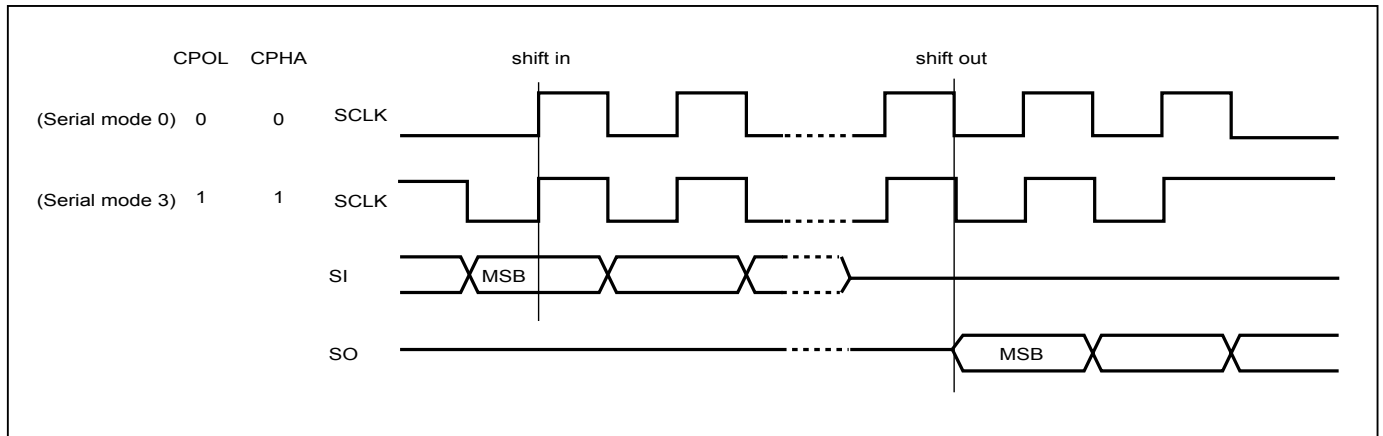 CPOL CPHA shift in shift out
(Serial mode 0) 0 0 SCLK
(Serial mode 3) 1 1 SCLK
SI MSB
SO MSB